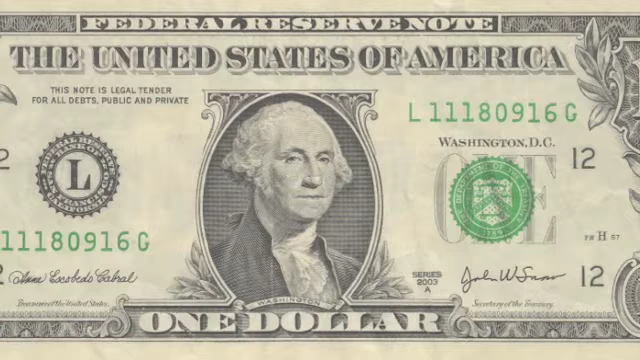 FEDERAL RESERVE NOTE
THE UNITED STATES OF AMERICA
THIS NOTE IS LEGAL TENDER
FOR ALL DEBTS, PUBLIC AND PRIVATE
L 11180916 G
WASHINGTON, D.C.
12
12
L
ONE
11180916 G
FW H 57
12
12
Anna Escobedo Cabral
SERIES
2003
A
John W Snow
Treasurer of the United States.
Secretary of the Treasury.
WASHINGTON
ONE DOLLAR